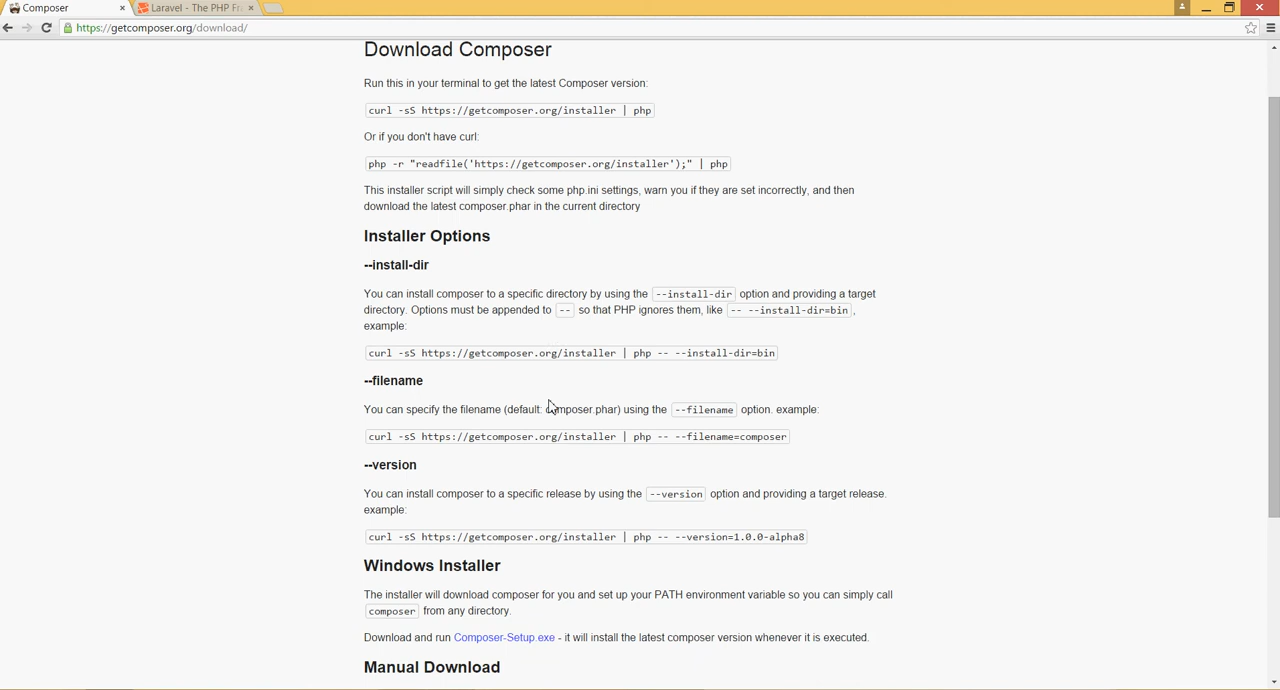 Composer
Laravel - The PHP Fr
https://getcomposer.org/download/
Download Composer
Run this in your terminal to get the latest Composer version:
curl -sS https://getcomposer.org/installer | php
Or if you don't have curl:
php -r "readfile('https://getcomposer.org/installer');" | php
This installer script will simply check some php.ini settings, warn you if they are set incorrectly, and then
download the latest composer.phar in the current directory
Installer Options
--install-dir
You can install composer to a specific directory by using the --install-dir option and providing a target
directory. Options must be appended to -- so that PHP ignores them, like -- --install-dir=bin ,
example:
curl -sS https://getcomposer.org/installer | php -- --install-dir=bin
--filename
You can specify the filename (default: composer.phar) using the --filename option. example:
curl -sS https://getcomposer.org/installer | php -- --filename=composer
--version
You can install composer to a specific release by using the --version option and providing a target release.
example:
curl -sS https://getcomposer.org/installer | php -- --version=1.0.0-alpha8
Windows Installer
The installer will download composer for you and set up your PATH environment variable so you can simply call
composer from any directory.
Download and run Composer-Setup.exe - it will install the latest composer version whenever it is executed.
Manual Download